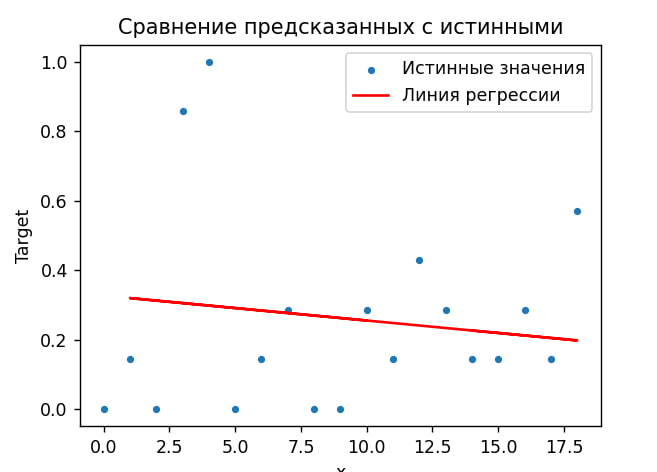 Сравнение предсказанных с истинными
Истинные значения
Линия регрессии
Target
1.0
0.8
0.6
0.4
0.2
0.0
0.0 2.5 5.0 7.5 10.0 12.5 15.0 17.5